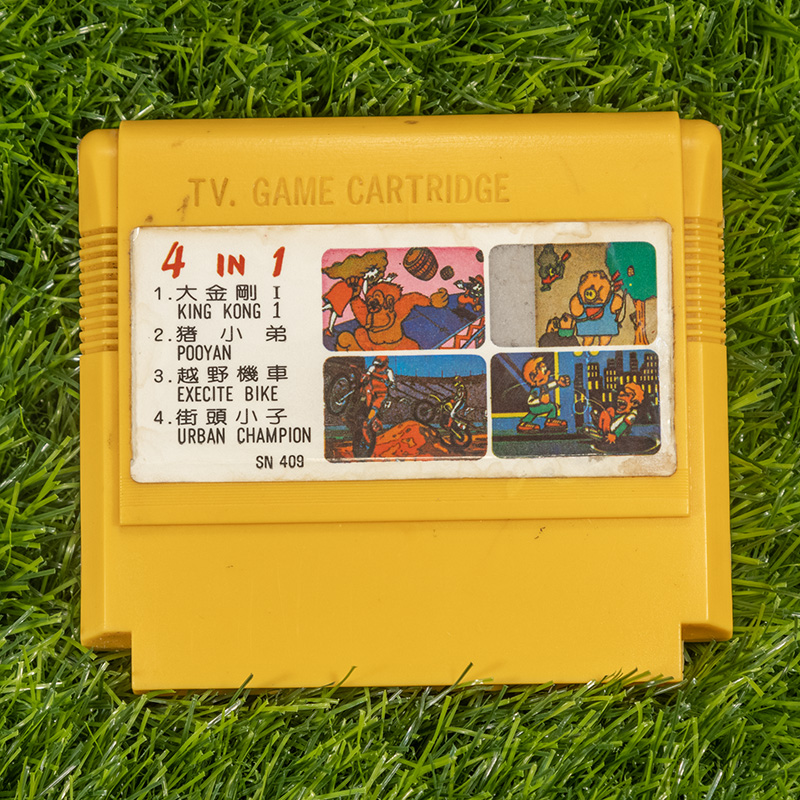 TV. GAME CARTRIDGE
4 IN 1
1. 大金剛 I
KING KONG 1
2. 猪小弟
POOYAN
3. 越野機車
EXECITE BIKE
4. 街頭小子
URBAN CHAMPION
SN 409